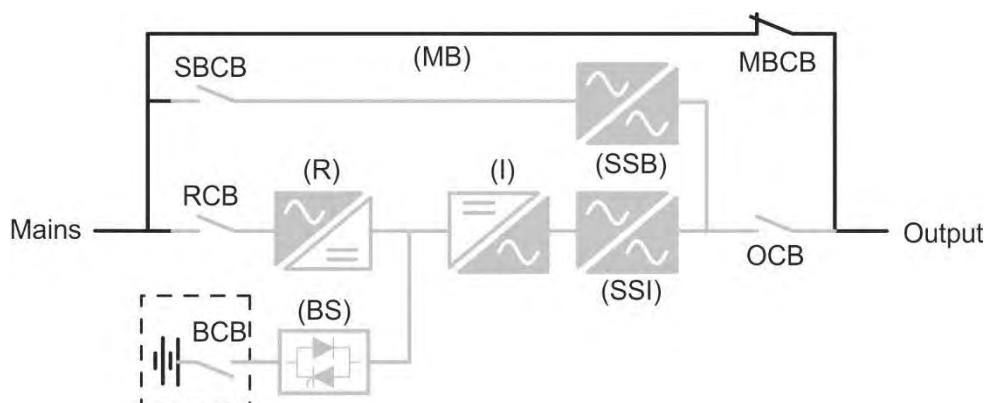 (MB)
MBCB
SBCB
(SSB)
(R)
(I)
RCB
Mains
Output
OCB
(SSI)
(BS)
BCB